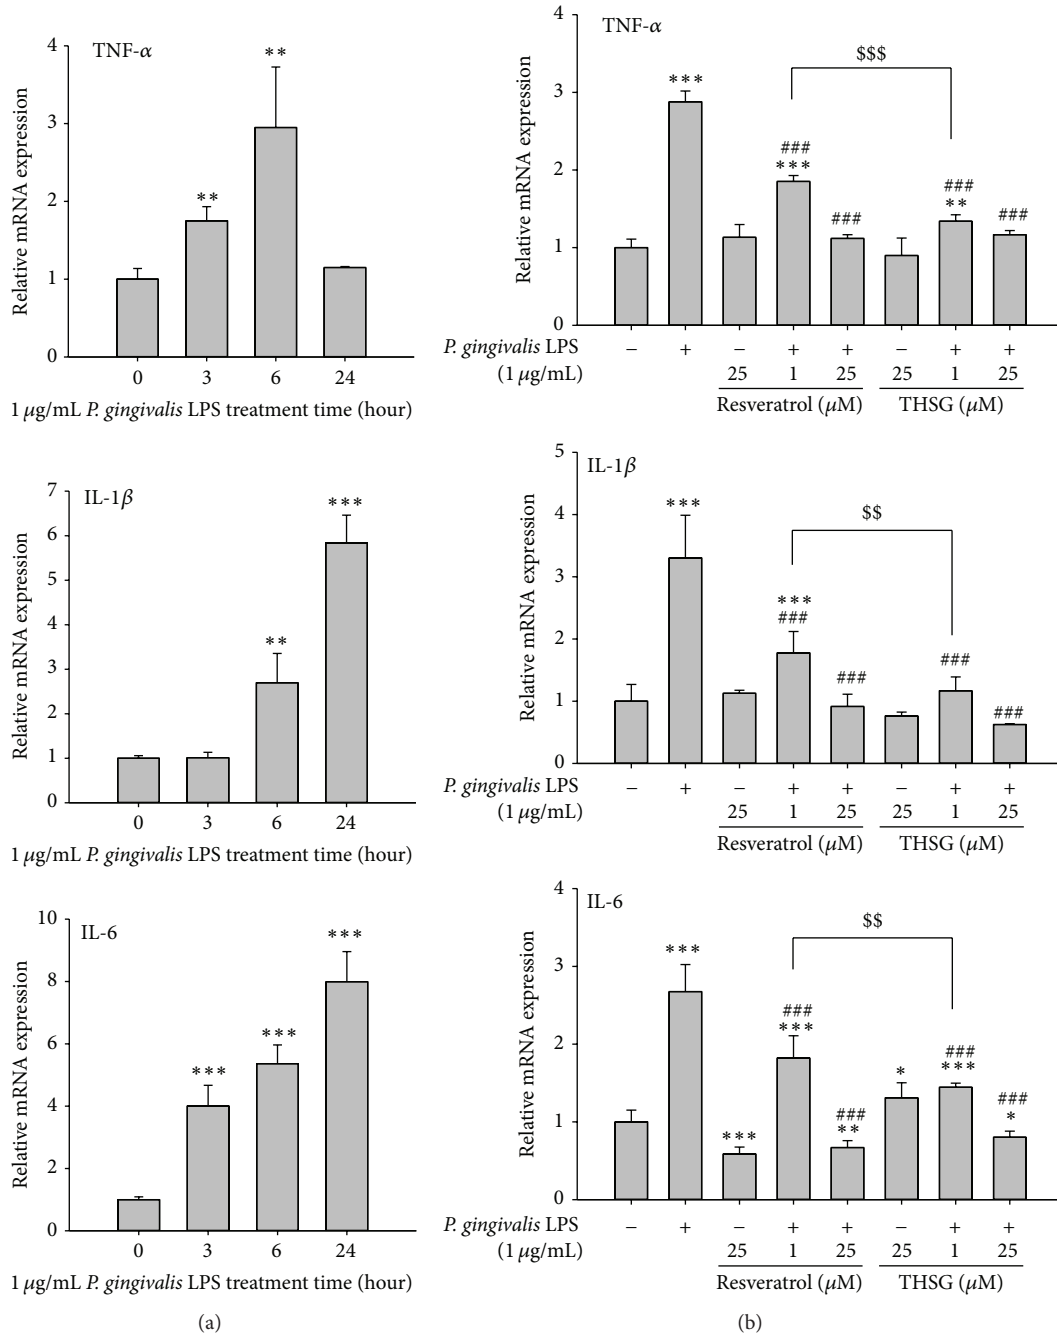 TNF-α
Relative mRNA expression
4
3
2
1
0
**
**
0 3 6 24
1 μg/mL P. gingivalis LPS treatment time (hour)
IL-1β
Relative mRNA expression
7
6
5
4
3
2
1
0
***
**
0 3 6 24
1 μg/mL P. gingivalis LPS treatment time (hour)
IL-6
Relative mRNA expression
10
8
6
4
2
0
***
***
***
0 3 6 24
1 μg/mL P. gingivalis LPS treatment time (hour)
(a)
TNF-α
Relative mRNA expression
4
3
2
1
0
$$$
***
###
***
###
###
**
###
P. gingivalis LPS − + − + + − + +
(1 μg/mL) 25 1 25 25 1 25
Resveratrol (μM) THSG (μM)
IL-1β
Relative mRNA expression
5
4
3
2
1
0
$$
***
***
###
###
###
###
P. gingivalis LPS − + − + + − + +
(1 μg/mL) 25 1 25 25 1 25
Resveratrol (μM) THSG (μM)
IL-6
Relative mRNA expression
4
3
2
1
0
$$
***
###
***
***
###
**
*
###
***
###
*
P. gingivalis LPS − + − + + − + +
(1 μg/mL) 25 1 25 25 1 25
Resveratrol (μM) THSG (μM)
(b)